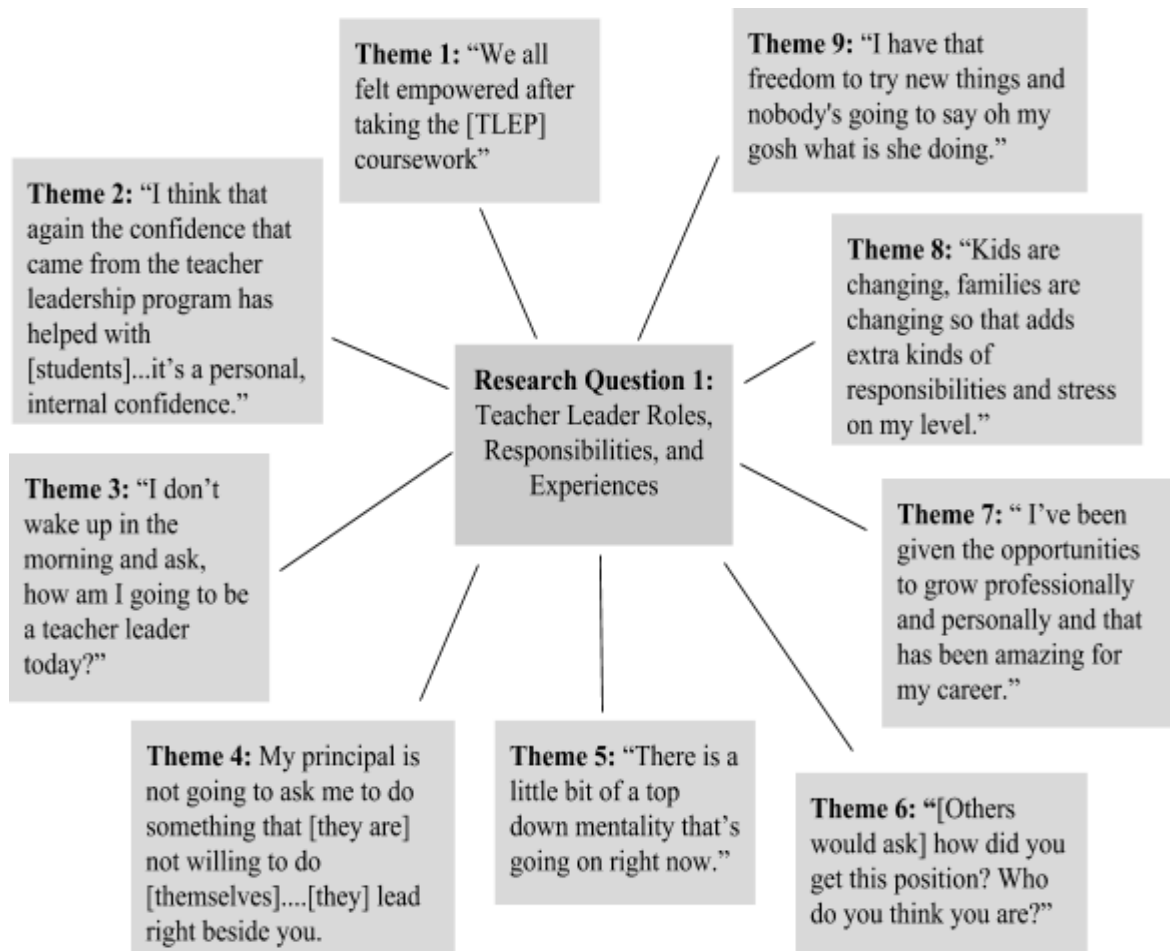 Theme 1: “We all
felt empowered after
taking the [TLEP]
coursework”
Theme 9: “I have that
freedom to try new things and
nobody's going to say oh my
gosh what is she doing.”
Theme 2: “I think that
again the confidence that
came from the teacher
leadership program has
helped with
[students]...it’s a personal,
internal confidence.”
Theme 8: “Kids are
changing, families are
changing so that adds
extra kinds of
responsibilities and stress
on my level.”
Research Question 1:
Teacher Leader Roles,
Responsibilities, and
Experiences
Theme 3: “I don’t
wake up in the
morning and ask,
how am I going to be
a teacher leader
today?”
Theme 7: “ I’ve been
given the opportunities
to grow professionally
and personally and that
has been amazing for
my career.”
Theme 4: My principal is
not going to ask me to do
something that [they are]
not willing to do
[themselves]....[they] lead
right beside you.
Theme 5: “There is a
little bit of a top
down mentality that’s
going on right now.”
Theme 6: “[Others
would ask] how did you
get this position? Who
do you think you are?”